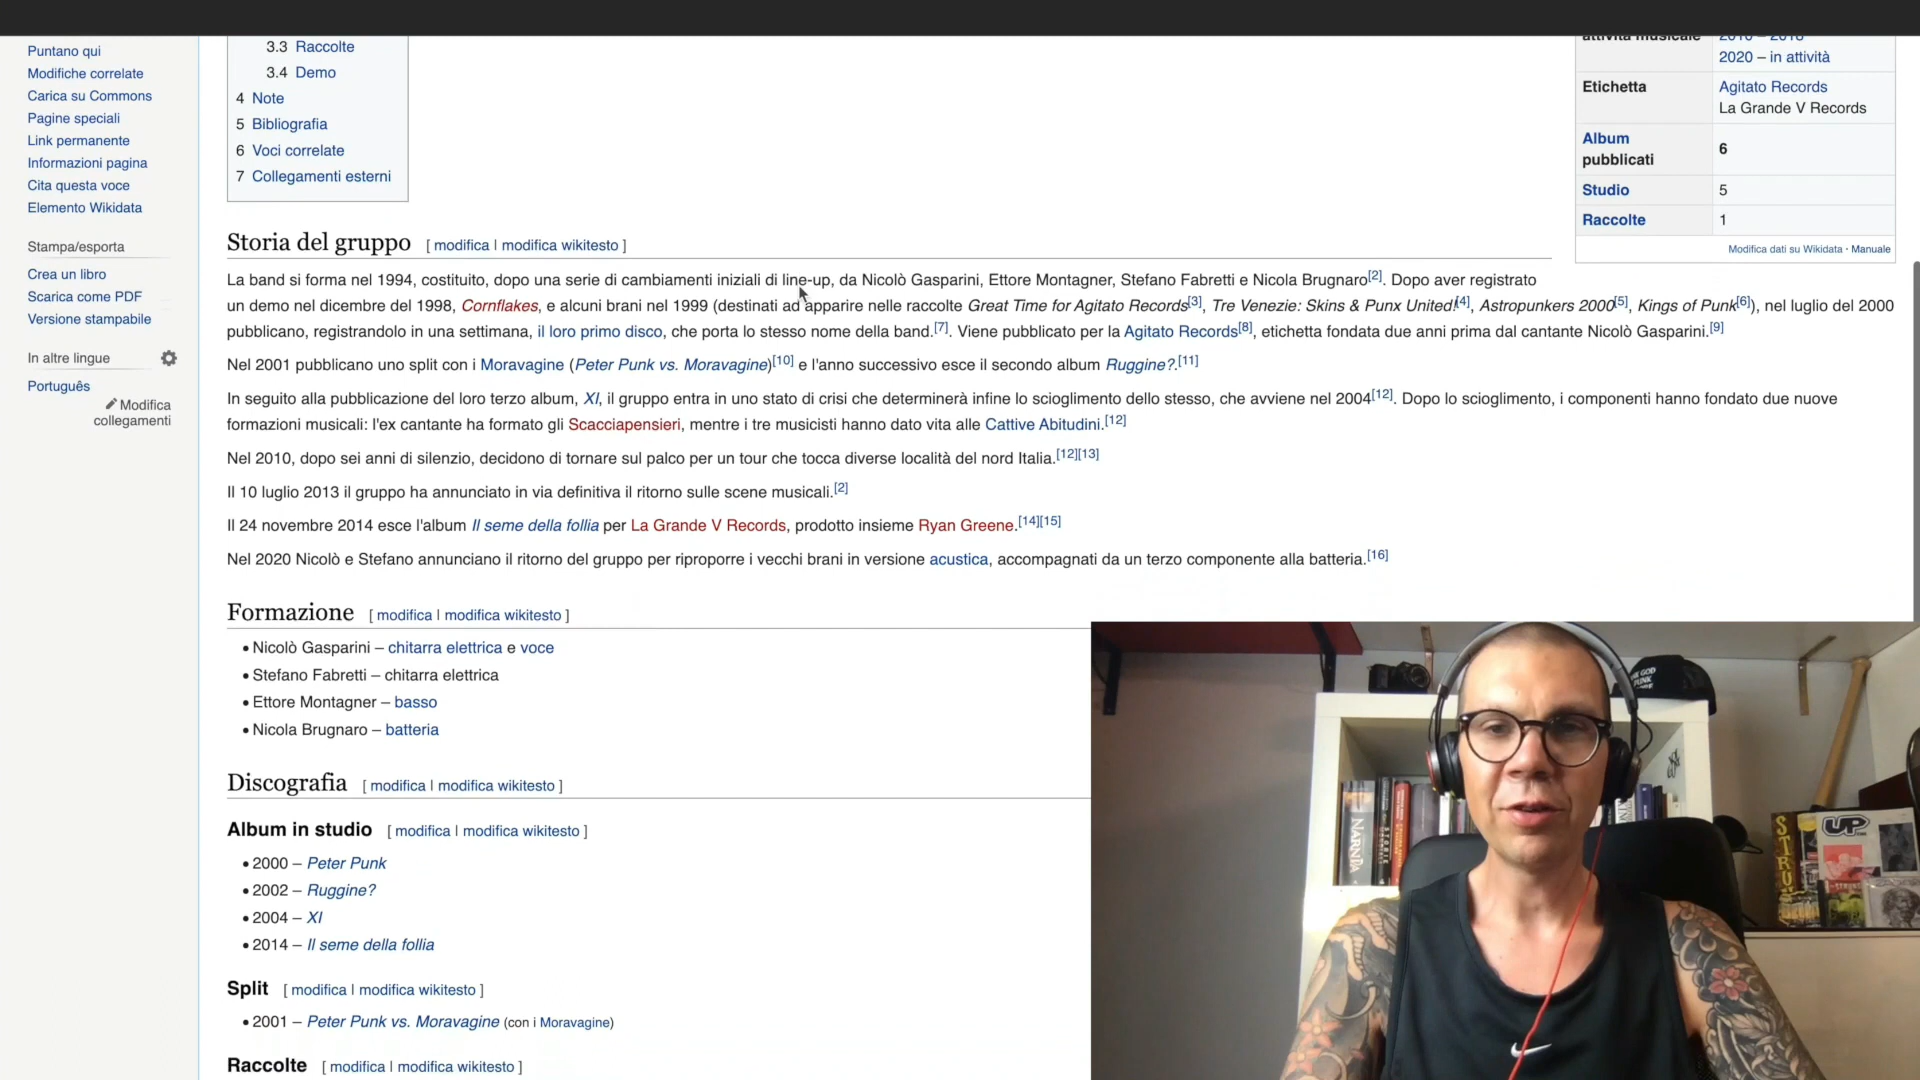 Puntano qui
Modifiche correlate
Carica su Commons
Pagine speciali
Link permanente
Informazioni pagina
Cita questa voce
Elemento Wikidata
Stampa/esporta
Crea un libro
Scarica come PDF
Versione stampabile
In altre lingue
Português
Modifica
collegamenti
3.3 Raccolte
3.4 Demo
4 Note
5 Bibliografia
6 Voci correlate
7 Collegamenti esterni
attività musicale
2020 – in attività
Etichetta Agitato Records
La Grande V Records
Album
pubblicati 6
Studio 5
Raccolte 1
Modifica dati su Wikidata · Manuale
Storia del gruppo [ modifica | modifica wikitesto ]
La band si forma nel 1994, costituito, dopo una serie di cambiamenti iniziali di line-up, da Nicolò Gasparini, Ettore Montagner, Stefano Fabretti e Nicola Brugnaro[2]. Dopo aver registrato
un demo nel dicembre del 1998, Cornflakes, e alcuni brani nel 1999 (destinati ad apparire nelle raccolte Great Time for Agitato Records[3], Tre Venezie: Skins & Punx United![4], Astropunkers 2000[5], Kings of Punk[6]), nel luglio del 2000
pubblicano, registrandolo in una settimana, il loro primo disco, che porta lo stesso nome della band.[7]. Viene pubblicato per la Agitato Records[8], etichetta fondata due anni prima dal cantante Nicolò Gasparini.[9]
Nel 2001 pubblicano uno split con i Moravagine (Peter Punk vs. Moravagine)[10] e l'anno successivo esce il secondo album Ruggine?.[11]
In seguito alla pubblicazione del loro terzo album, XI, il gruppo entra in uno stato di crisi che determinerà infine lo scioglimento dello stesso, che avviene nel 2004[12]. Dopo lo scioglimento, i componenti hanno fondato due nuove
formazioni musicali: l'ex cantante ha formato gli Scacciapensieri, mentre i tre musicisti hanno dato vita alle Cattive Abitudini.[12]
Nel 2010, dopo sei anni di silenzio, decidono di tornare sul palco per un tour che tocca diverse località del nord Italia.[12][13]
Il 10 luglio 2013 il gruppo ha annunciato in via definitiva il ritorno sulle scene musicali.[2]
Il 24 novembre 2014 esce l'album Il seme della follia per La Grande V Records, prodotto insieme Ryan Greene.[14][15]
Nel 2020 Nicolò e Stefano annunciano il ritorno del gruppo per riproporre i vecchi brani in versione acustica, accompagnati da un terzo componente alla batteria.[16]
Formazione [ modifica | modifica wikitesto ]
• Nicolò Gasparini – chitarra elettrica e voce
• Stefano Fabretti – chitarra elettrica
• Ettore Montagner – basso
• Nicola Brugnaro – batteria
Discografia [ modifica | modifica wikitesto ]
Album in studio [ modifica | modifica wikitesto ]
• 2000 – Peter Punk
• 2002 – Ruggine?
• 2004 – XI
• 2014 – Il seme della follia
Split [ modifica | modifica wikitesto ]
• 2001 – Peter Punk vs. Moravagine (con i Moravagine)
Raccolte [ modifica | modifica wikitesto ]
NARNIA
UP